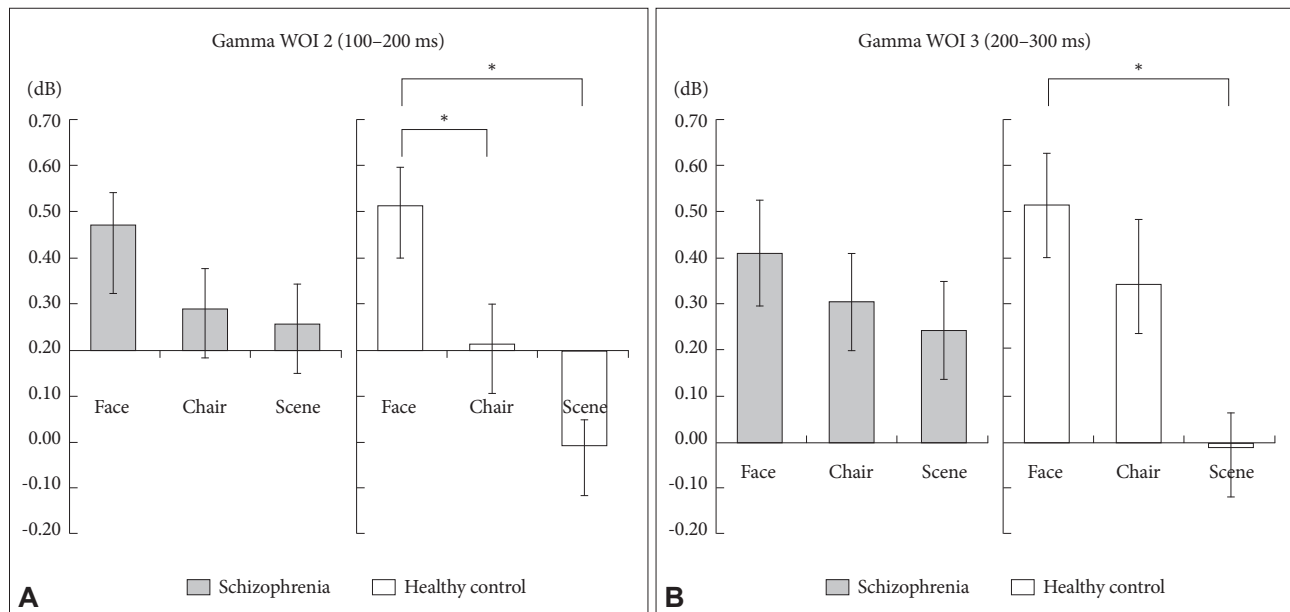 Gamma WOI 2 (100–200 ms)
*
(dB)
*
0.70
0.60
0.50
0.40
0.30
0.20
0.10
0.00
-0.10
-0.20
Face Chair Scene Face Chair Scene
Schizophrenia Healthy control
A
Gamma WOI 3 (200–300 ms)
*
(dB)
0.70
0.60
0.50
0.40
0.30
0.20
0.10
0.00
-0.10
-0.20
Face Chair Scene Face Chair Scene
Schizophrenia Healthy control
B